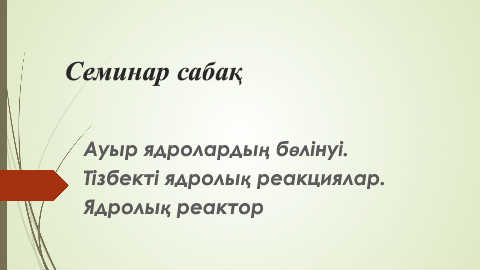 Семинар сабақ
Ауыр ядролардың бөлінуі.
Тізбекті ядролық реакциялар.
Ядролық реактор